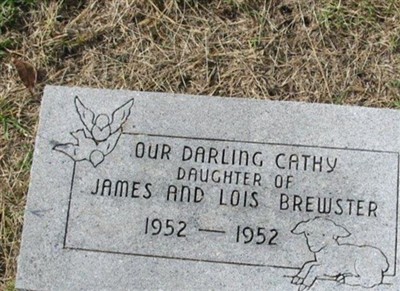 OUR DARLING CATHY
DAUGHTER OF
JAMES AND LOIS BREWSTER
1952 — 1952